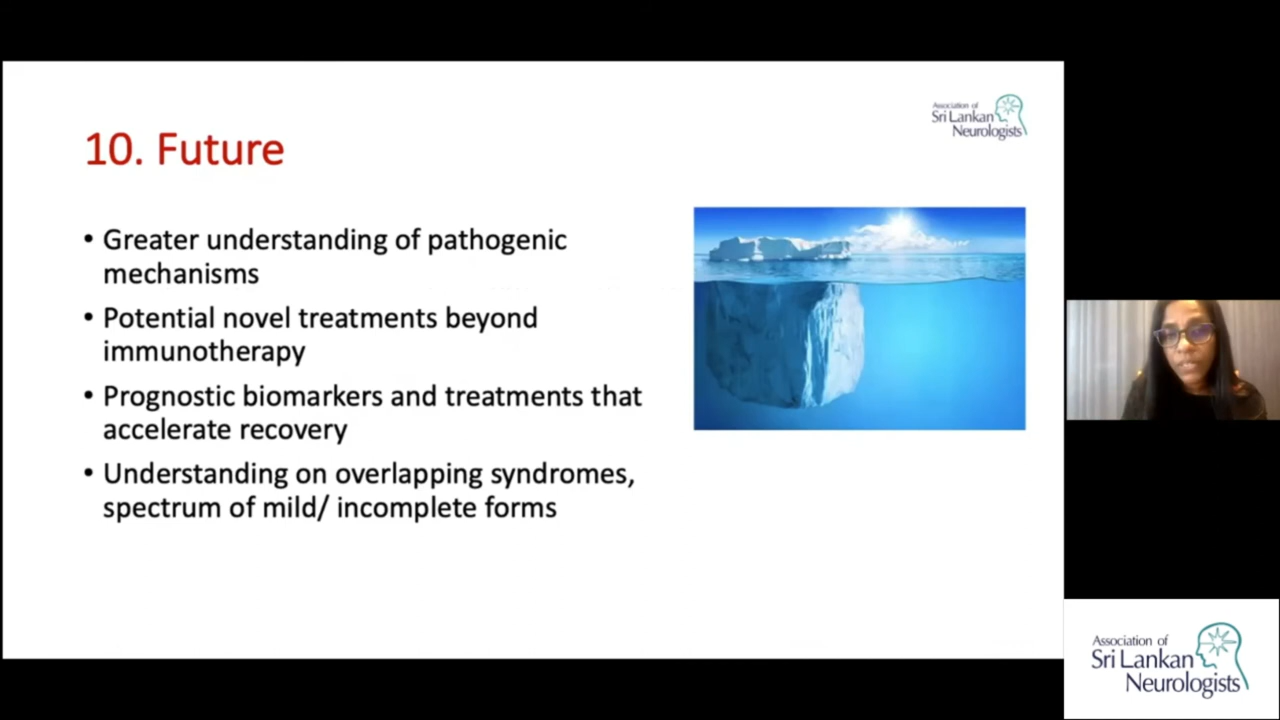 Association of
Sri Lankan
Neurologists
10. Future
• Greater understanding of pathogenic
mechanisms
• Potential novel treatments beyond
immunotherapy
• Prognostic biomarkers and treatments that
accelerate recovery
• Understanding on overlapping syndromes,
spectrum of mild/ incomplete forms
Association of
Sri Lankan
Neurologists